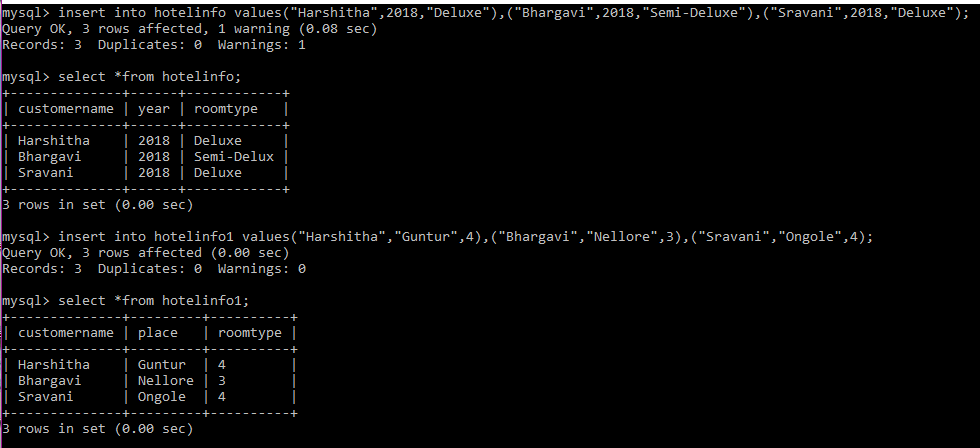 mysql> insert into hotelinfo values("Harshitha",2018,"Deluxe"),("Bhargavi",2018,"Semi-Deluxe"),("Sravani",2018,"Deluxe");
Query OK, 3 rows affected, 1 warning (0.08 sec)
Records: 3  Duplicates: 0  Warnings: 1

mysql> select *from hotelinfo;
+--------------+------+------------+
| customername | year | roomtype   |
+--------------+------+------------+
| Harshitha    | 2018 | Deluxe     |
| Bhargavi     | 2018 | Semi-Delux |
| Sravani      | 2018 | Deluxe     |
+--------------+------+------------+
3 rows in set (0.00 sec)

mysql> insert into hotelinfo1 values("Harshitha","Guntur",4),("Bhargavi","Nellore",3),("Sravani","Ongole",4);
Query OK, 3 rows affected (0.00 sec)
Records: 3  Duplicates: 0  Warnings: 0

mysql> select *from hotelinfo1;
+--------------+---------+----------+
| customername | place   | roomtype |
+--------------+---------+----------+
| Harshitha    | Guntur  | 4        |
| Bhargavi     | Nellore | 3        |
| Sravani      | Ongole  | 4        |
+--------------+---------+----------+
3 rows in set (0.00 sec)